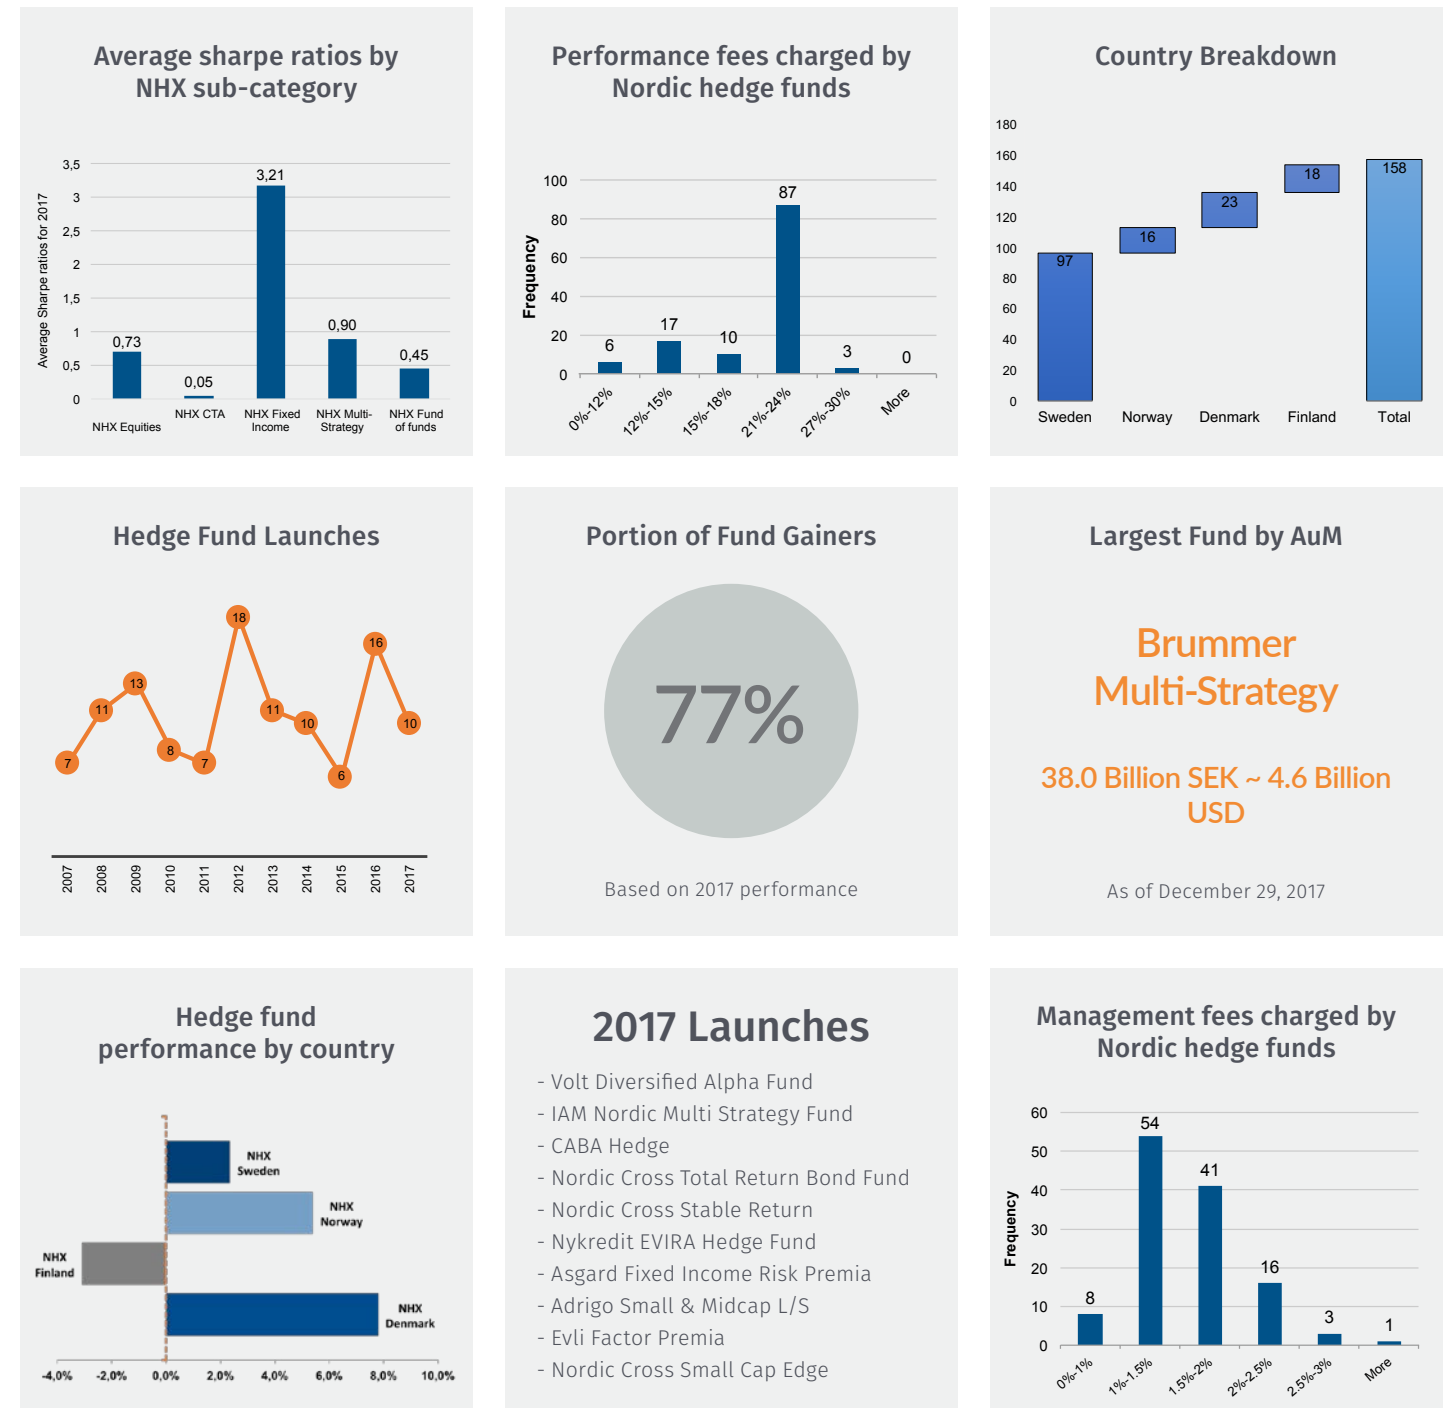 Average sharpe ratios by
NHX sub-category
Average Sharpe ratios for 2017
3,5
3
2,5
2
1,5
1
0,5
0
0,73
0,05
3,21
0,90
0,45
NHX Equities
NHX CTA
NHX Fixed
Income
NHX Multi-
Strategy
NHX Fund
of funds
Performance fees charged by
Nordic hedge funds
Frequency
100
80
60
40
20
0
6
17
10
87
3
0
0%-12%
12%-15%
15%-18%
21%-24%
27%-30%
More
Country Breakdown
180
160
140
120
100
80
60
40
20
0
97
16
23
18
158
Sweden
Norway
Denmark
Finland
Total
Hedge Fund Launches
7
11
13
8
7
18
11
10
6
16
10
2007
2008
2009
2010
2011
2012
2013
2014
2015
2016
2017
Portion of Fund Gainers
77%
Based on 2017 performance
Largest Fund by AuM
Brummer
Multi-Strategy
38.0 Billion SEK ~ 4.6 Billion
USD
As of December 29, 2017
Hedge fund
performance by country
NHX
Sweden
NHX
Norway
NHX
Finland
NHX
Denmark
-4,0%
-2,0%
0,0%
2,0%
4,0%
6,0%
8,0%
10,0%
2017 Launches
- Volt Diversified Alpha Fund
- IAM Nordic Multi Strategy Fund
- CABA Hedge
- Nordic Cross Total Return Bond Fund
- Nordic Cross Stable Return
- Nykredit EVIRA Hedge Fund
- Asgard Fixed Income Risk Premia
- Adrigo Small & Midcap L/S
- Evli Factor Premia
- Nordic Cross Small Cap Edge
Management fees charged by
Nordic hedge funds
Frequency
60
50
40
30
20
10
0
8
54
41
16
3
1
0%-1%
1%-1.5%
1.5%-2%
2%-2.5%
2.5%-3%
More